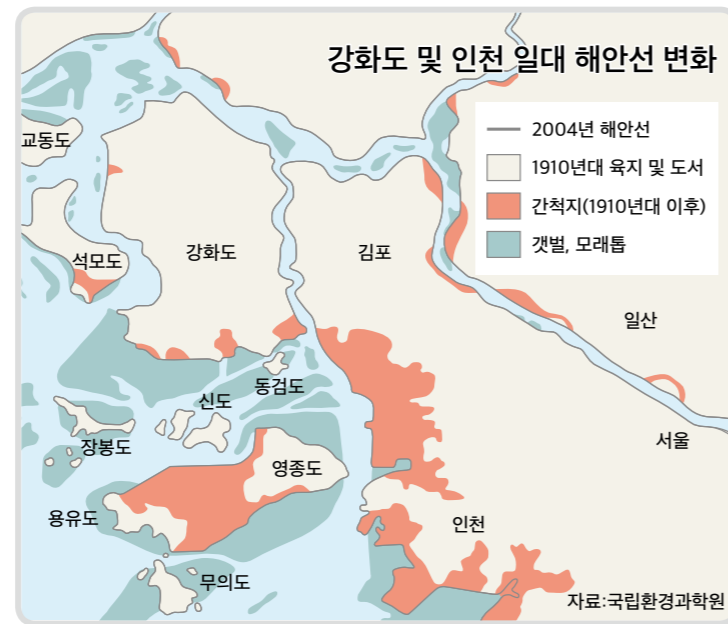 강화도 및 인천 일대 해안선 변화
2004년 해안선
1910년대 육지 및 도서
간척지(1910년대 이후)
갯벌, 모래톱
교동도
석모도
강화도
김포
일산
동검도
신도
장봉도
서울
영종도
용유도
인천
무의도
자료:국립환경과학원